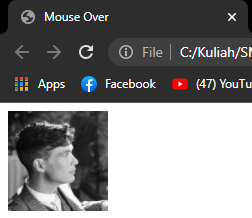 Mouse Over
File C:/Kuliah/SM
Apps Facebook (47) YouTu